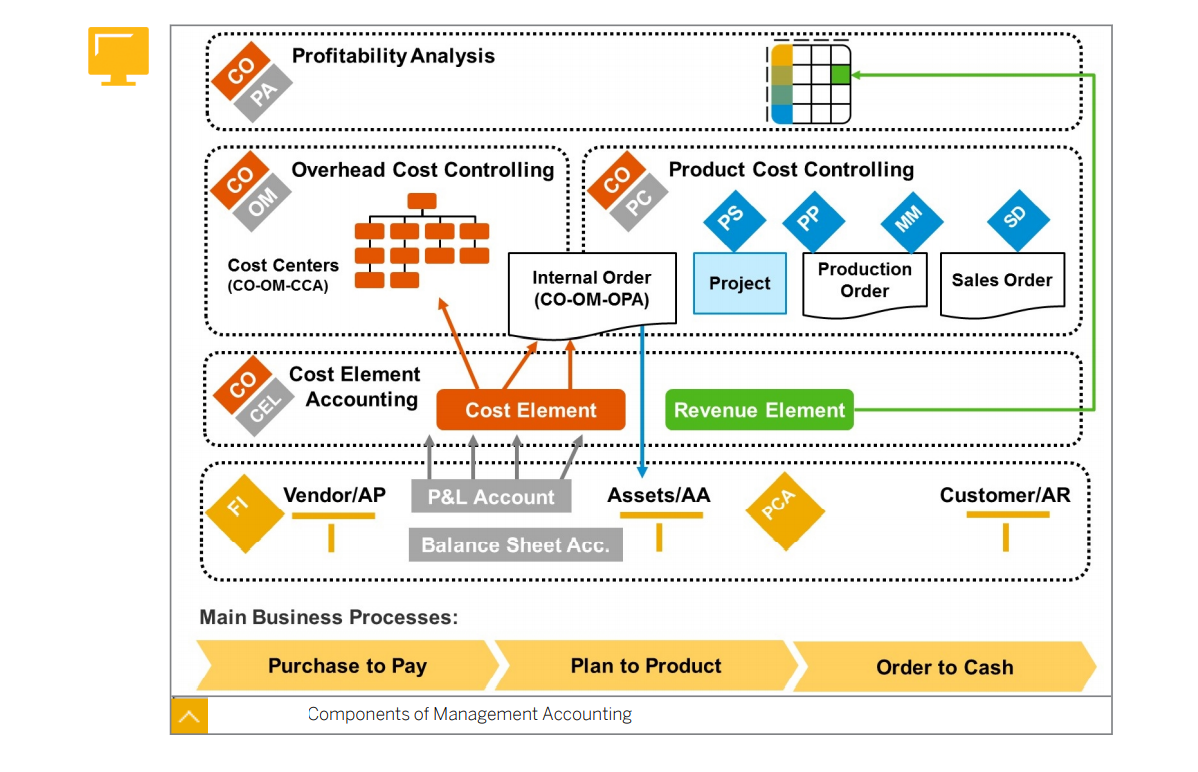 CO
PA
Profitability Analysis
CO
OM
Overhead Cost Controlling
Cost Centers
(CO-OM-CCA)
CO
PC
Product Cost Controlling
PS
PP
MM
SD
Internal Order
(CO-OM-OPA)
Project
Production
Order
Sales Order
CO
CEL
Cost Element
Accounting
Cost Element
Revenue Element
FI
Vendor/AP
P&L Account
Balance Sheet Acc.
Assets/AA
PCA
Customer/AR
Main Business Processes:
Purchase to Pay
Plan to Product
Order to Cash
Components of Management Accounting